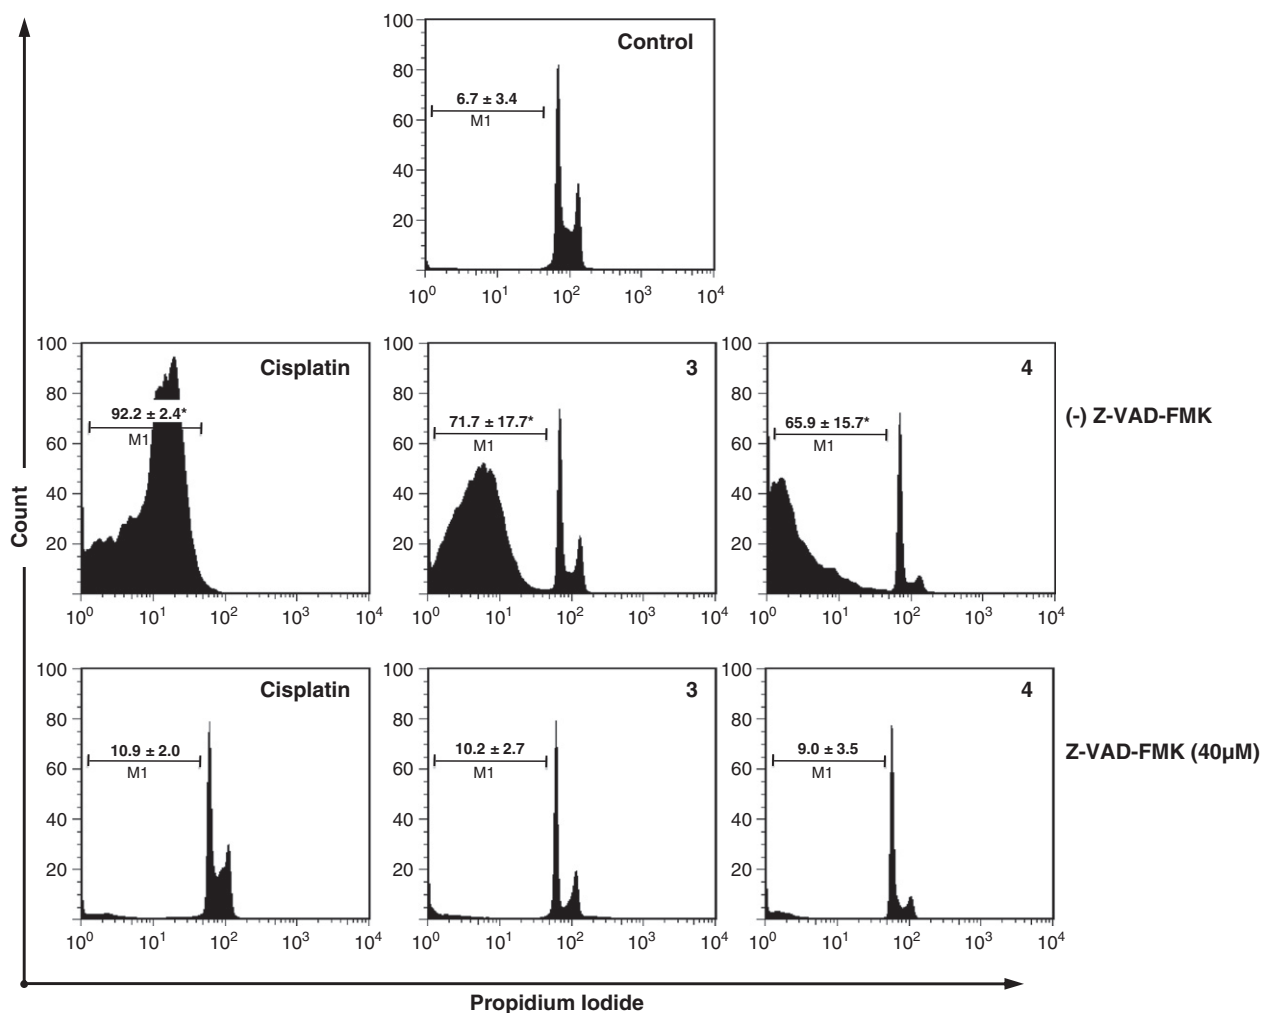 Control
100
80
60
40
20
6.7 ± 3.4
M1
10⁰ 10¹ 10² 10³ 10⁴
Cisplatin
100
80
60
40
20
92.2 ± 2.4*
M1
10⁰ 10¹ 10² 10³ 10⁴
3
100
80
60
40
20
71.7 ± 17.7*
M1
10⁰ 10¹ 10² 10³ 10⁴
4
100
80
60
40
20
65.9 ± 15.7*
M1
10⁰ 10¹ 10² 10³ 10⁴
(-) Z-VAD-FMK
Cisplatin
100
80
60
40
20
10.9 ± 2.0
M1
10⁰ 10¹ 10² 10³ 10⁴
3
100
80
60
40
20
10.2 ± 2.7
M1
10⁰ 10¹ 10² 10³ 10⁴
4
100
80
60
40
20
9.0 ± 3.5
M1
10⁰ 10¹ 10² 10³ 10⁴
Z-VAD-FMK (40µM)
Count
Propidium Iodide